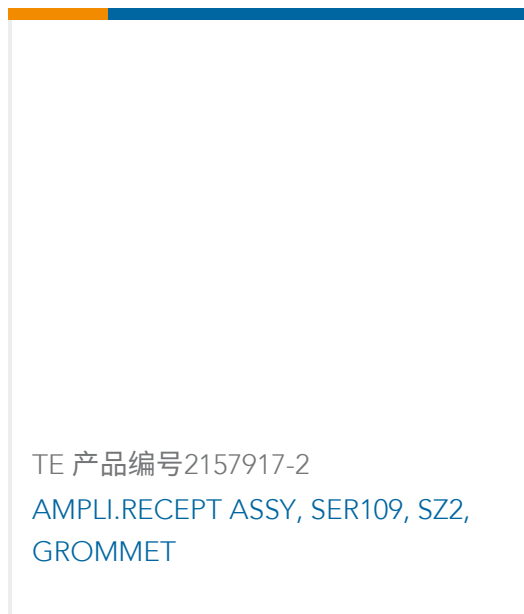 TE 产品编号2157917-2
AMPLI.RECEPT ASSY, SER109, SZ2,
GROMMET